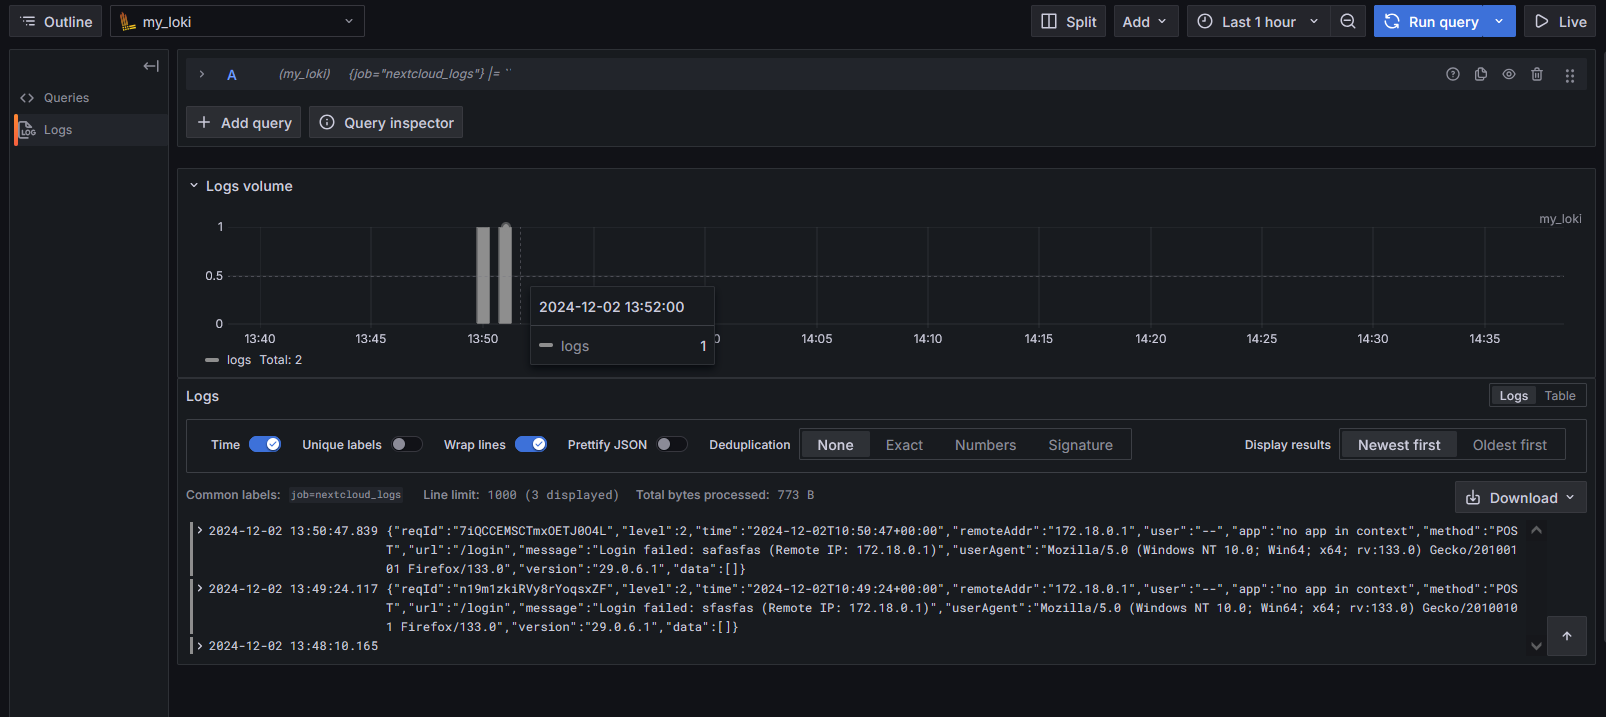 Outline
my_loki
Split
Add
Last 1 hour
Run query
Live
Queries
Logs
A (my_loki) {job="nextcloud_logs"} |= ``
+ Add query
Query inspector
Logs volume
my_loki
1
0.5
0
13:40 13:45 13:50 14:05 14:10 14:15 14:20 14:25 14:30 14:35
2024-12-02 13:52:00
logs 1
logs Total: 2
Logs
Logs Table
Time Unique labels Wrap lines Prettify JSON Deduplication None Exact Numbers Signature Display results Newest first Oldest first
Common labels: job=nextcloud_logs Line limit: 1000 (3 displayed) Total bytes processed: 773 B
Download
2024-12-02 13:50:47.839 {"reqId":"7iQCCEMSCTmxOETJ0O4L","level":2,"time":"2024-12-02T10:50:47+00:00","remoteAddr":"172.18.0.1","user":"--","app":"no app in context","method":"POS
T","url":"/login","message":"Login failed: safasfas (Remote IP: 172.18.0.1)","userAgent":"Mozilla/5.0 (Windows NT 10.0; Win64; x64; rv:133.0) Gecko/201001
01 Firefox/133.0","version":"29.0.6.1","data":[]}
2024-12-02 13:49:24.117 {"reqId":"n19m1zkiRVy8rYoqsxZF","level":2,"time":"2024-12-02T10:49:24+00:00","remoteAddr":"172.18.0.1","user":"--","app":"no app in context","method":"POS
T","url":"/login","message":"Login failed: sfasfas (Remote IP: 172.18.0.1)","userAgent":"Mozilla/5.0 (Windows NT 10.0; Win64; x64; rv:133.0) Gecko/2010010
1 Firefox/133.0","version":"29.0.6.1","data":[]}
2024-12-02 13:48:10.165